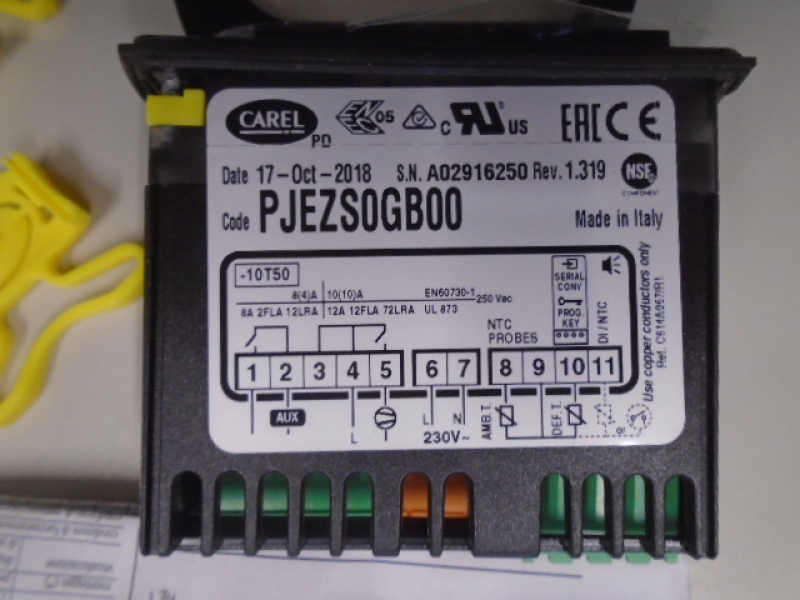 CAREL
PD
05
C UL US
EAC CE
Date 17-Oct-2018 S.N. A02916250 Rev. 1.319
NSF
COMPONENT
Code PJEZS0GB00
Made in Italy
-10T50
8(4)A 10(10)A EN60730-1
250 Vac
8A 2FLA 12LRA 12A 12FLA 72LRA UL 873
SERIAL
CONV
PROG.
KEY
NTC
PROBES
DI / NTC
1 2 3 4 5 6 7 8 9 10 11
AUX
L
L N
230V~
AMB.T.
DEF.T.
Use copper conductors only